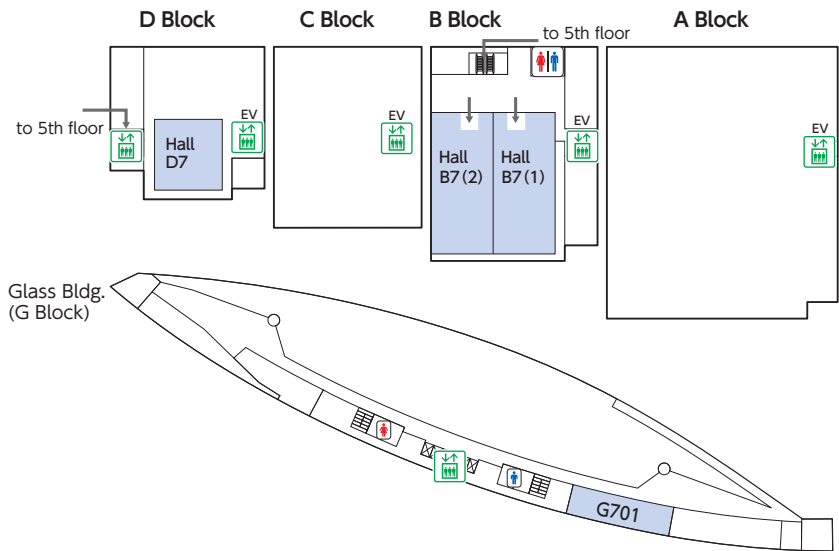 D Block
C Block
B Block
A Block
to 5th floor
to 5th floor
EV
EV
EV
EV
Hall
D7
Hall
B7(2)
Hall
B7(1)
Glass Bldg.
(G Block)
G701